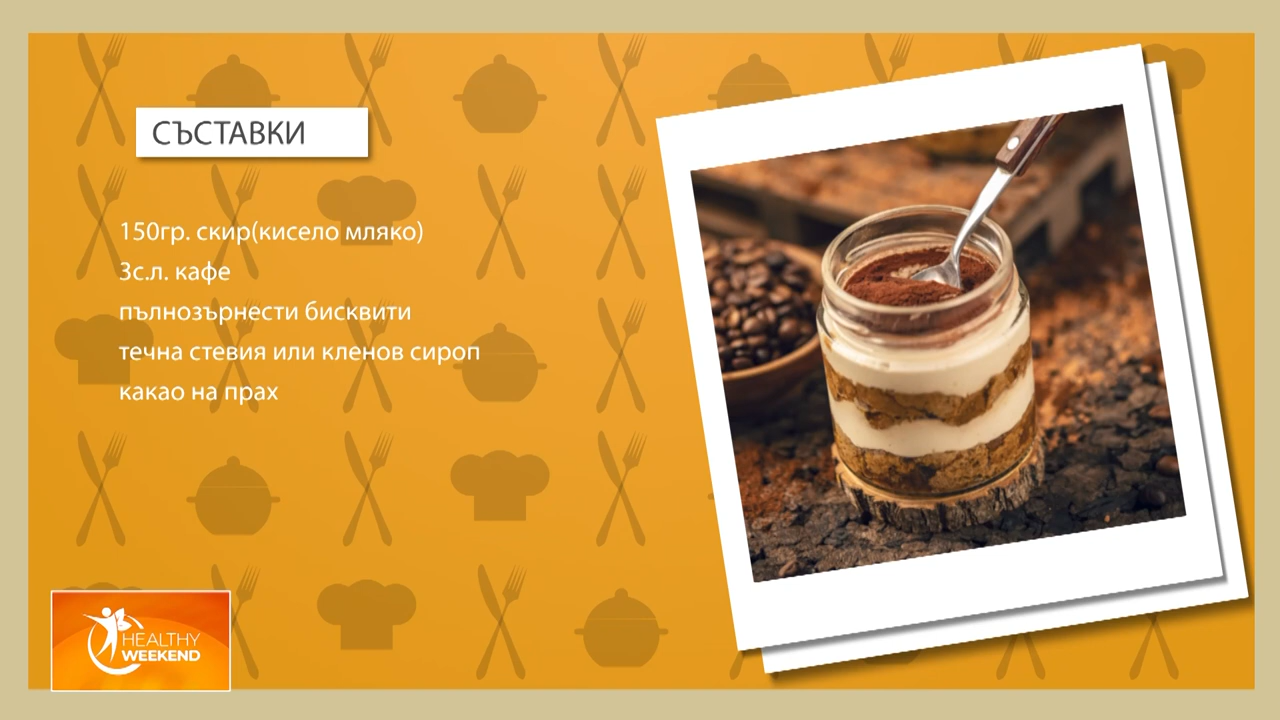 СЪСТАВКИ
150гр. скир(кисело мляко)
3с.л. кафе
пълнозърнести бисквити
течна стевия или кленов сироп
какао на прах
HEALTHY
WEEKEND